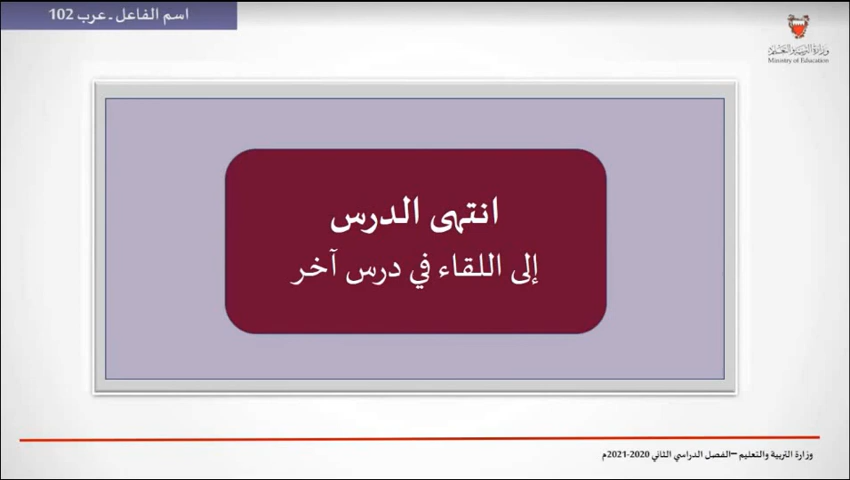 اسم الفاعل ـ عرب 102
وزارة التربية والتعليم
Ministry of Education
انتهى الدرس
إلى اللقاء في درس آخر
وزارة التربية والتعليم –الفصل الدراسي الثاني 2020-2021م